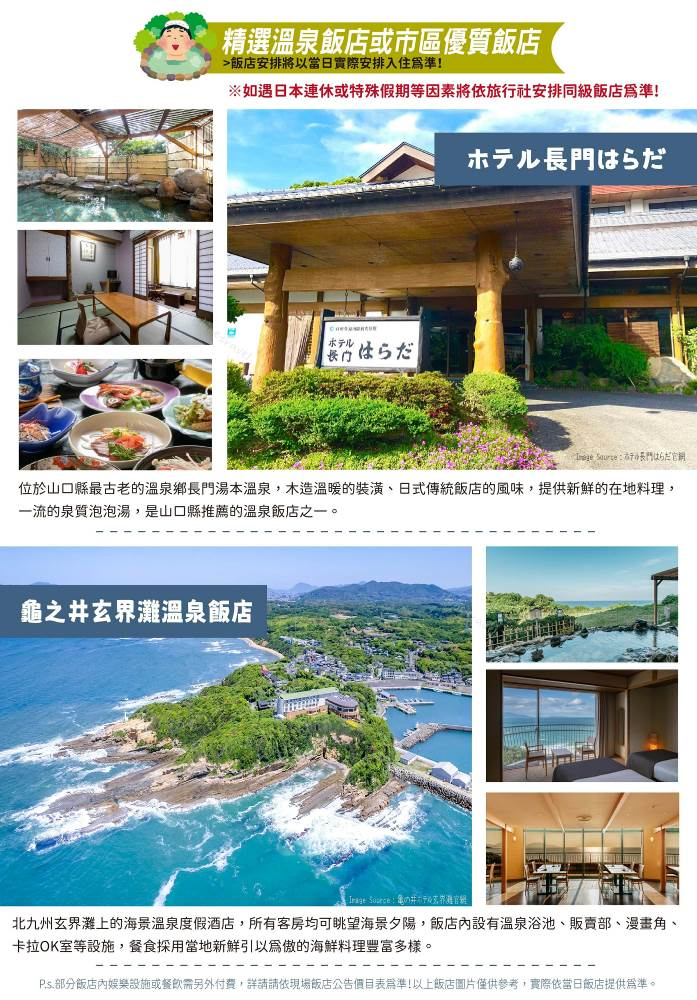 精選溫泉飯店或市區優質飯店
>飯店安排將以當日實際安排入住為準!
※如遇日本連休或特殊假期等因素將依旅行社安排同級飯店為準!
ホテル長門はらだ
ホテル
長門 はらだ
Image Source:ホテル長門はらだ官網
位於山口縣最古老的溫泉鄉長門湯本溫泉，木造溫暖的裝潢、日式傳統飯店的風味，提供新鮮的在地料理，
一流的泉質泡泡湯，是山口縣推薦的溫泉飯店之一。
龜之井玄界灘溫泉飯店
Image Source:亀の井ホテル玄界灘官網
北九州玄界灘上的海景溫泉度假酒店，所有客房均可眺望海景夕陽，飯店內設有溫泉浴池、販賣部、漫畫角、
卡拉OK室等設施，餐食採用當地新鮮引以為傲的海鮮料理豐富多樣。
P.s.部分飯店內娛樂設施或餐飲需另外付費，詳請請依現場飯店公告價目表為準!以上飯店圖片僅供參考，實際依當日飯店提供為準。